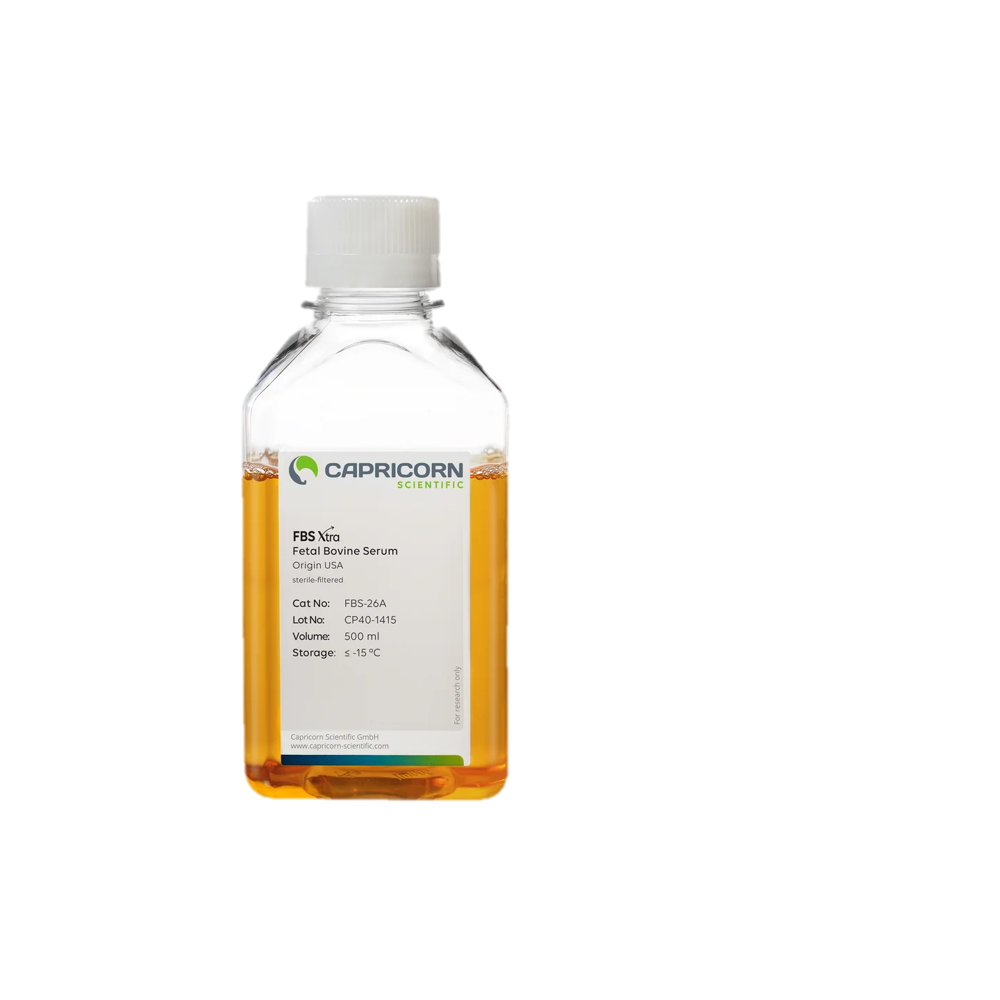 CAPRICORN
SCIENTIFIC
FBS Xtra
Fetal Bovine Serum
Origin USA
sterile-filtered
Cat No: FBS-26A
Lot No: CP40-1415
Volume: 500 ml
Storage: ≤ -15 °C
For research only
Capricorn Scientific GmbH
www.capricorn-scientific.com